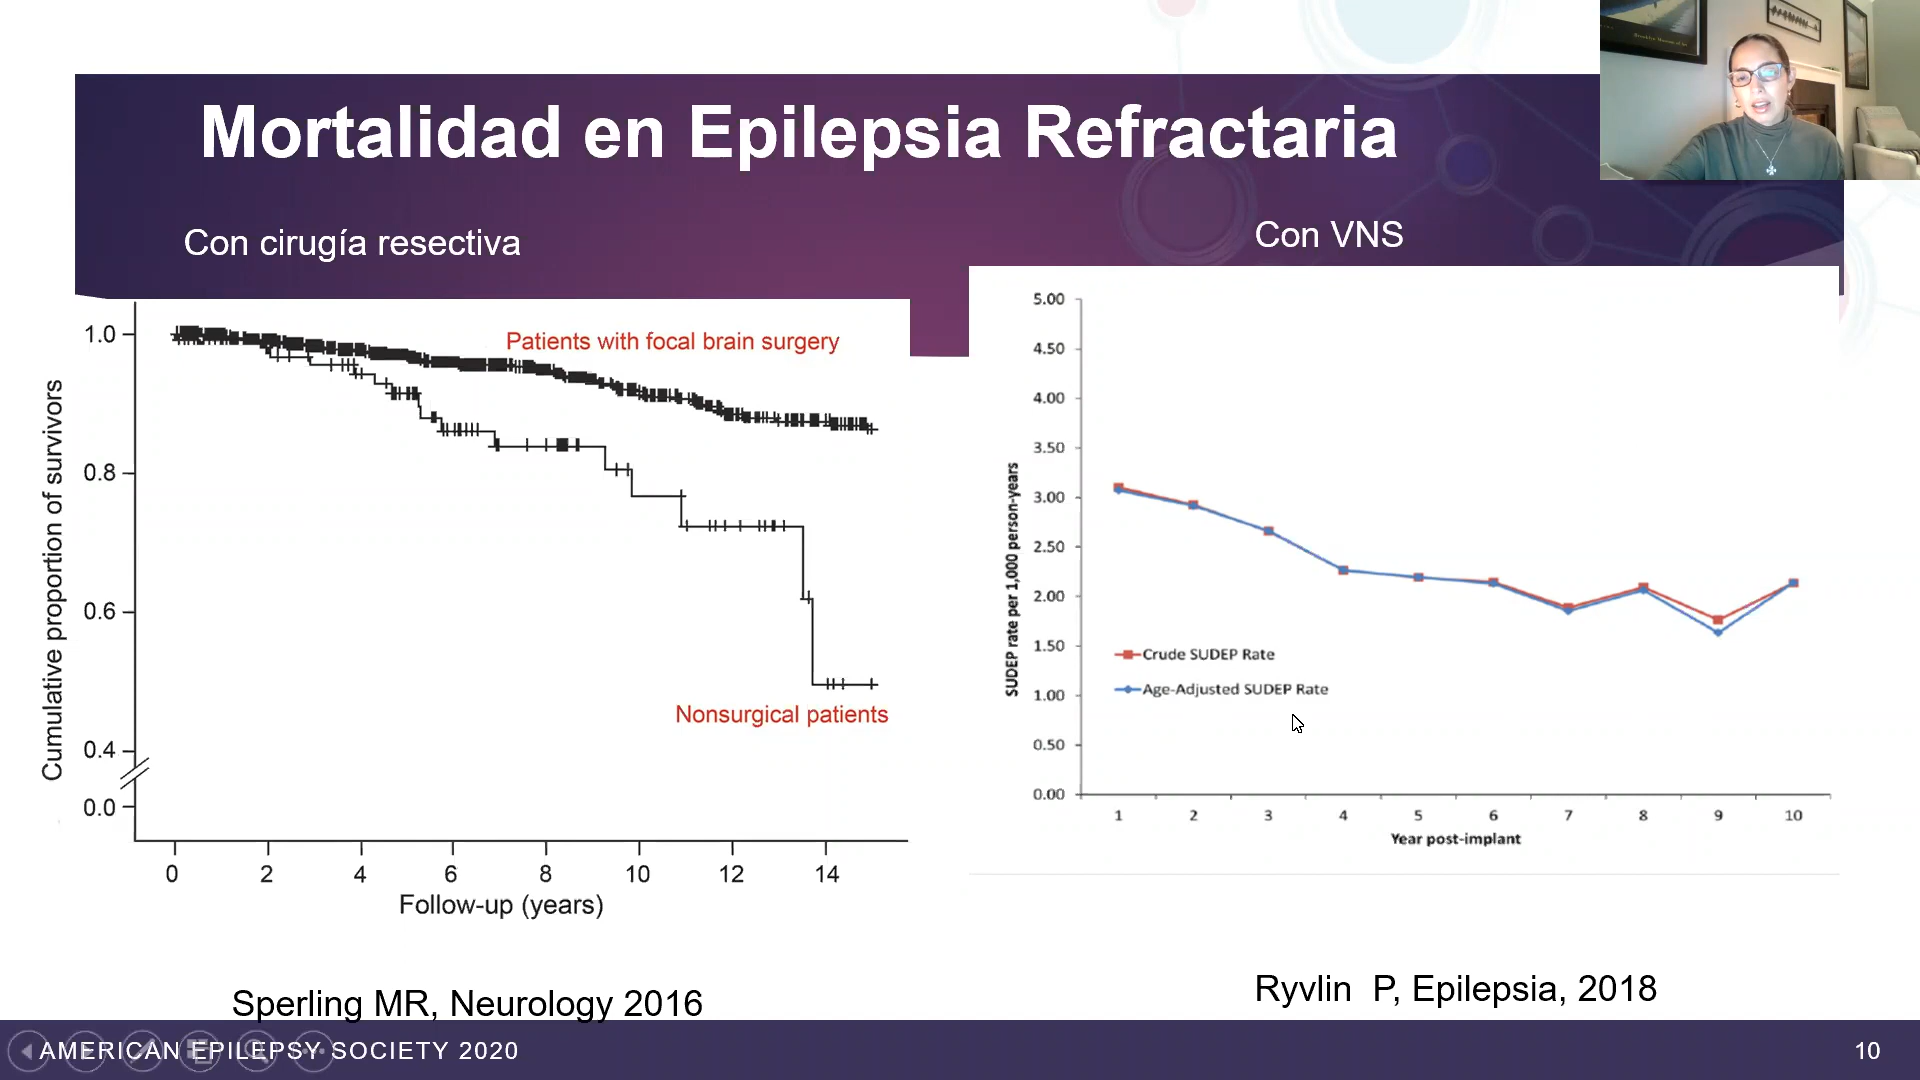 Mortalidad en Epilepsia Refractaria
Con cirugía resectiva
Con VNS
Cumulative proportion of survivors
1.0
0.8
0.6
0.4
0.0
Patients with focal brain surgery
Nonsurgical patients
0 2 4 6 8 10 12 14
Follow-up (years)
Sperling MR, Neurology 2016
SUDEP rate per 1,000 person-years
5.00
4.50
4.00
3.50
3.00
2.50
2.00
1.50
1.00
0.50
0.00
Crude SUDEP Rate
Age-Adjusted SUDEP Rate
1 2 3 4 5 6 7 8 9 10
Year post-implant
Ryvlin P, Epilepsia, 2018
AMERICAN EPILEPSY SOCIETY 2020
10